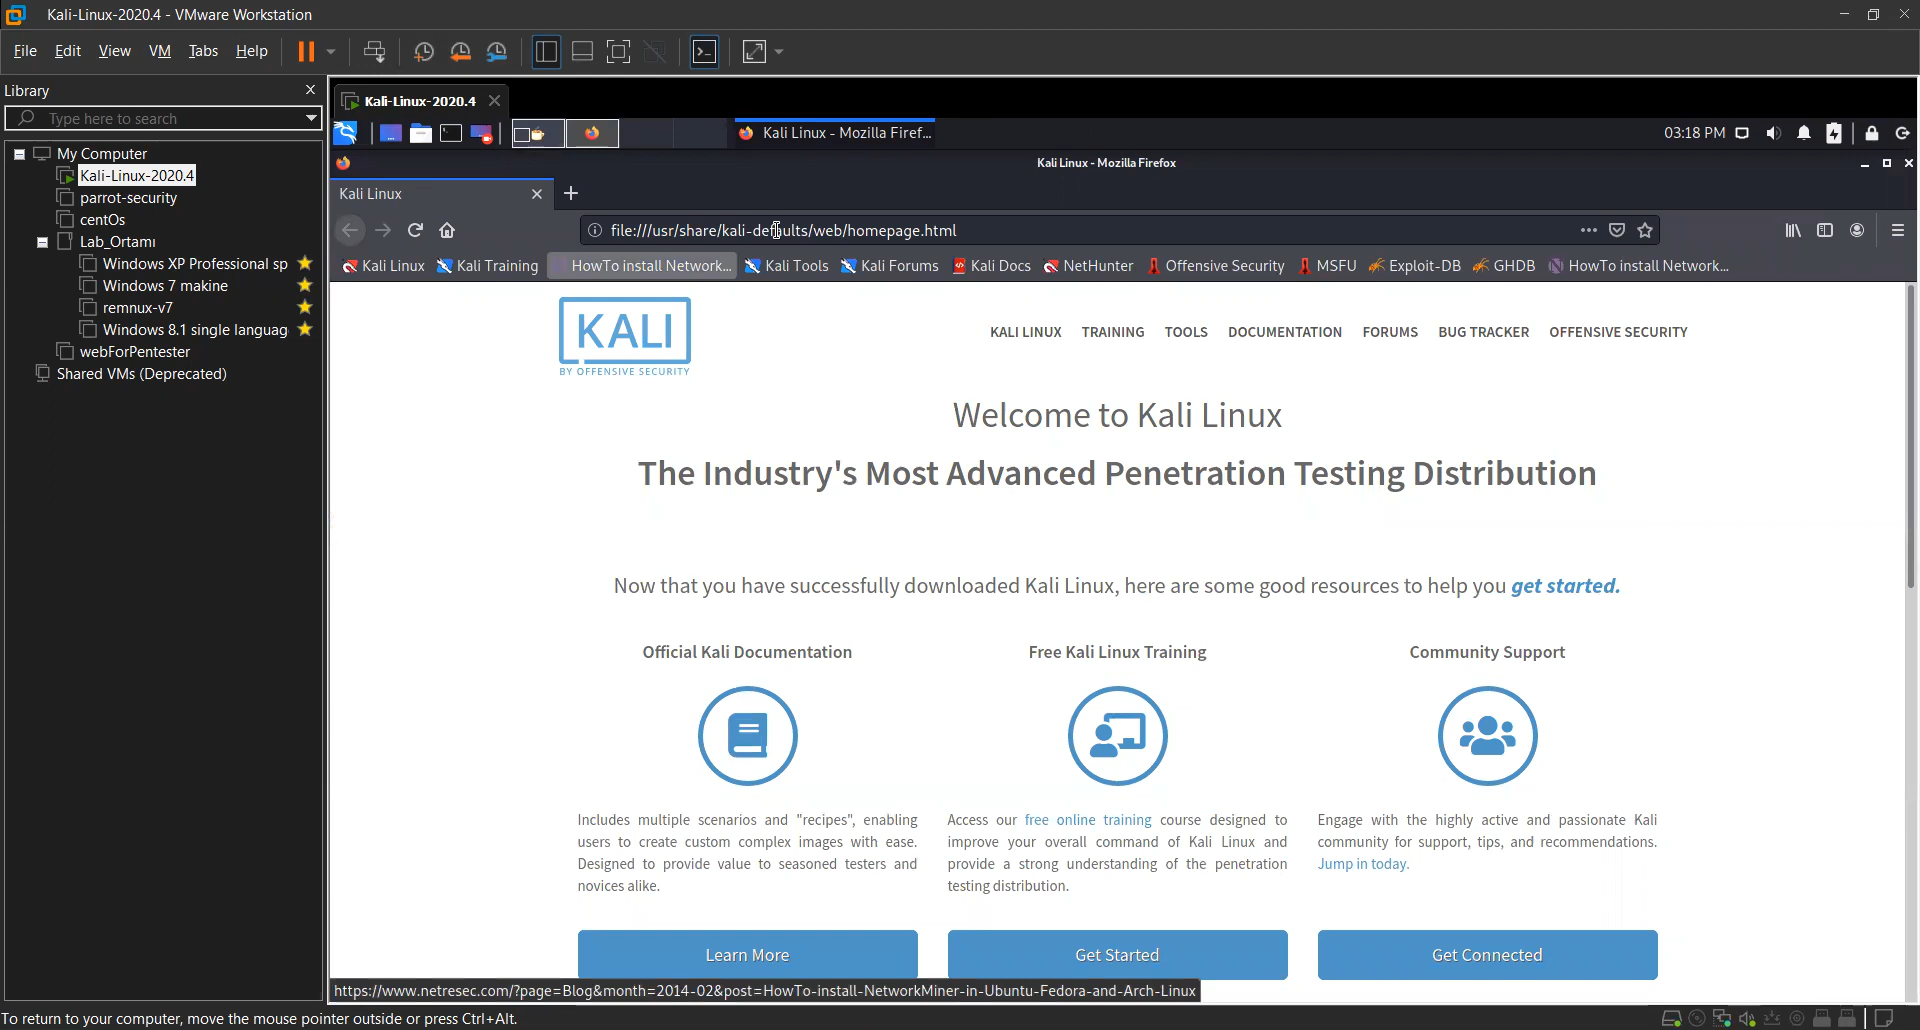 Kali-Linux-2020.4 - VMware Workstation
File Edit View VM Tabs Help
Library
Type here to search
My Computer
Kali-Linux-2020.4
parrot-security
centOs
Lab_Ortamı
Windows XP Professional sp
Windows 7 makine
remnux-v7
Windows 8.1 single languag
webForPentester
Shared VMs (Deprecated)
Kali-Linux-2020.4
Kali Linux - Mozilla Firef...
03:18 PM
Kali Linux - Mozilla Firefox
Kali Linux
file:///usr/share/kali-defaults/web/homepage.html
Kali Linux Kali Training HowTo install Network... Kali Tools Kali Forums Kali Docs NetHunter Offensive Security MSFU Exploit-DB GHDB HowTo install Network...
KALI
BY OFFENSIVE SECURITY
KALI LINUX TRAINING TOOLS DOCUMENTATION FORUMS BUG TRACKER OFFENSIVE SECURITY
Welcome to Kali Linux
The Industry's Most Advanced Penetration Testing Distribution
Now that you have successfully downloaded Kali Linux, here are some good resources to help you get started.
Official Kali Documentation
Includes multiple scenarios and "recipes", enabling
users to create custom complex images with ease.
Designed to provide value to seasoned testers and
novices alike.
Learn More
Free Kali Linux Training
Access our free online training course designed to
improve your overall command of Kali Linux and
provide a strong understanding of the penetration
testing distribution.
Get Started
Community Support
Engage with the highly active and passionate Kali
community for support, tips, and recommendations.
Jump in today.
Get Connected
https://www.netresec.com/?page=Blog&month=2014-02&post=HowTo-install-NetworkMiner-in-Ubuntu-Fedora-and-Arch-Linux
To return to your computer, move the mouse pointer outside or press Ctrl+Alt.